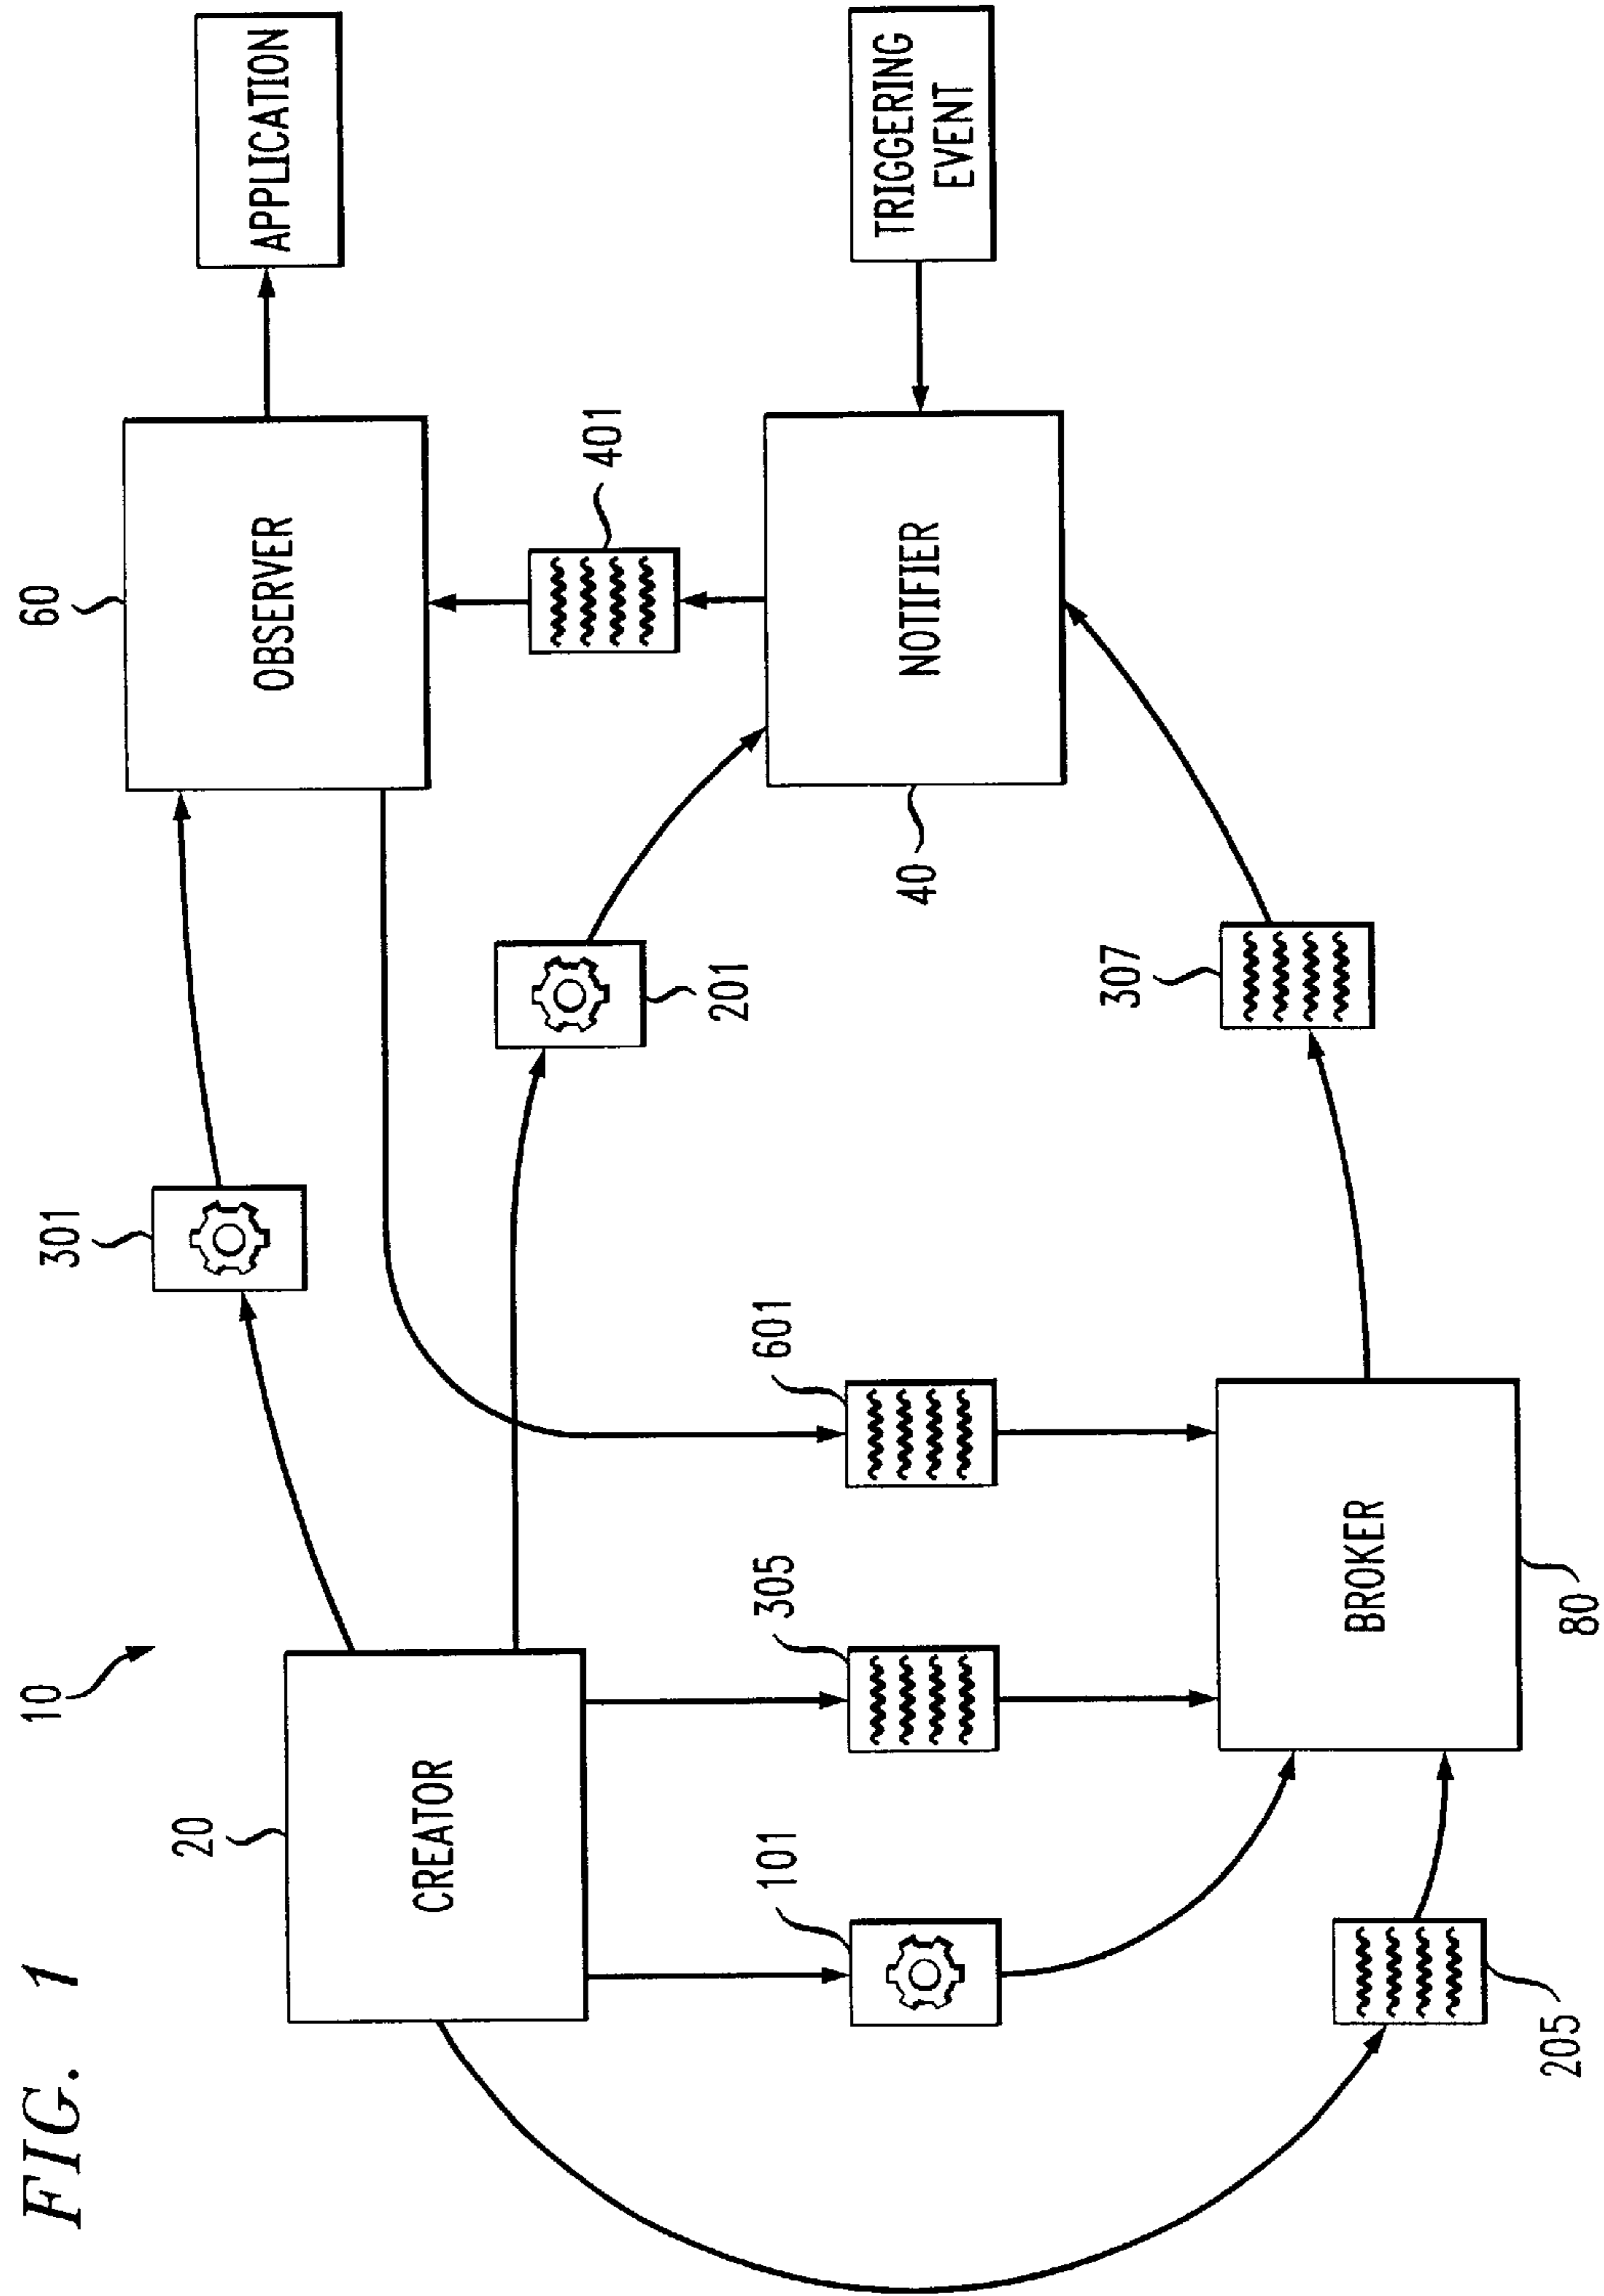 FIG. 1
10
20
CREATOR
301
60
OBSERVER
APPLICATION
201
401
101
305
601
40
NOTIFIER
TRIGGERING
EVENT
205
BROKER
80
307